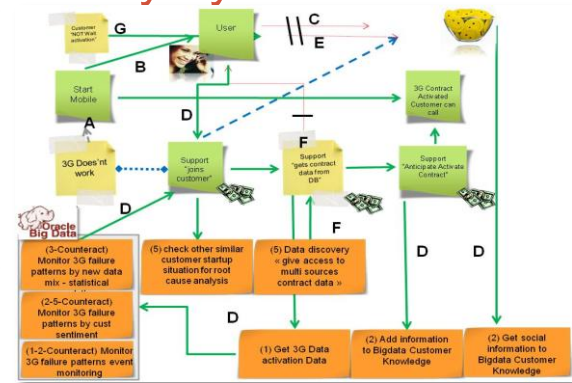 Customer
"NOT Wait
activation"
G
User
C
E
B
Start
Mobile
3G Contract
Activated
Customer can
call
A
D
F
3G Does'nt
work
Support
"joins
customer"
Support
"gets contract
data from
DB"
Support
"Anticipate Activate
Contract"
D
F
D
D
Oracle
Big Data
(3-Counteract)
Monitor 3G failure
patterns by new data
mix - statistical
(5) check other similar
customer startup
situation for root
cause analysis
(5) Data discovery
« give access to
multi sources
contract data »
(2-5-Counteract)
Monitor 3G failure
patterns by cust
sentiment
D
(1-2-Counteract) Monitor
3G failure patterns event
monitoring
(1) Get 3G Data
activation Data
(2) Add information
to Bigdata Customer
Knowledge
(2) Get social
information to
Bigdata Customer
Knowledge